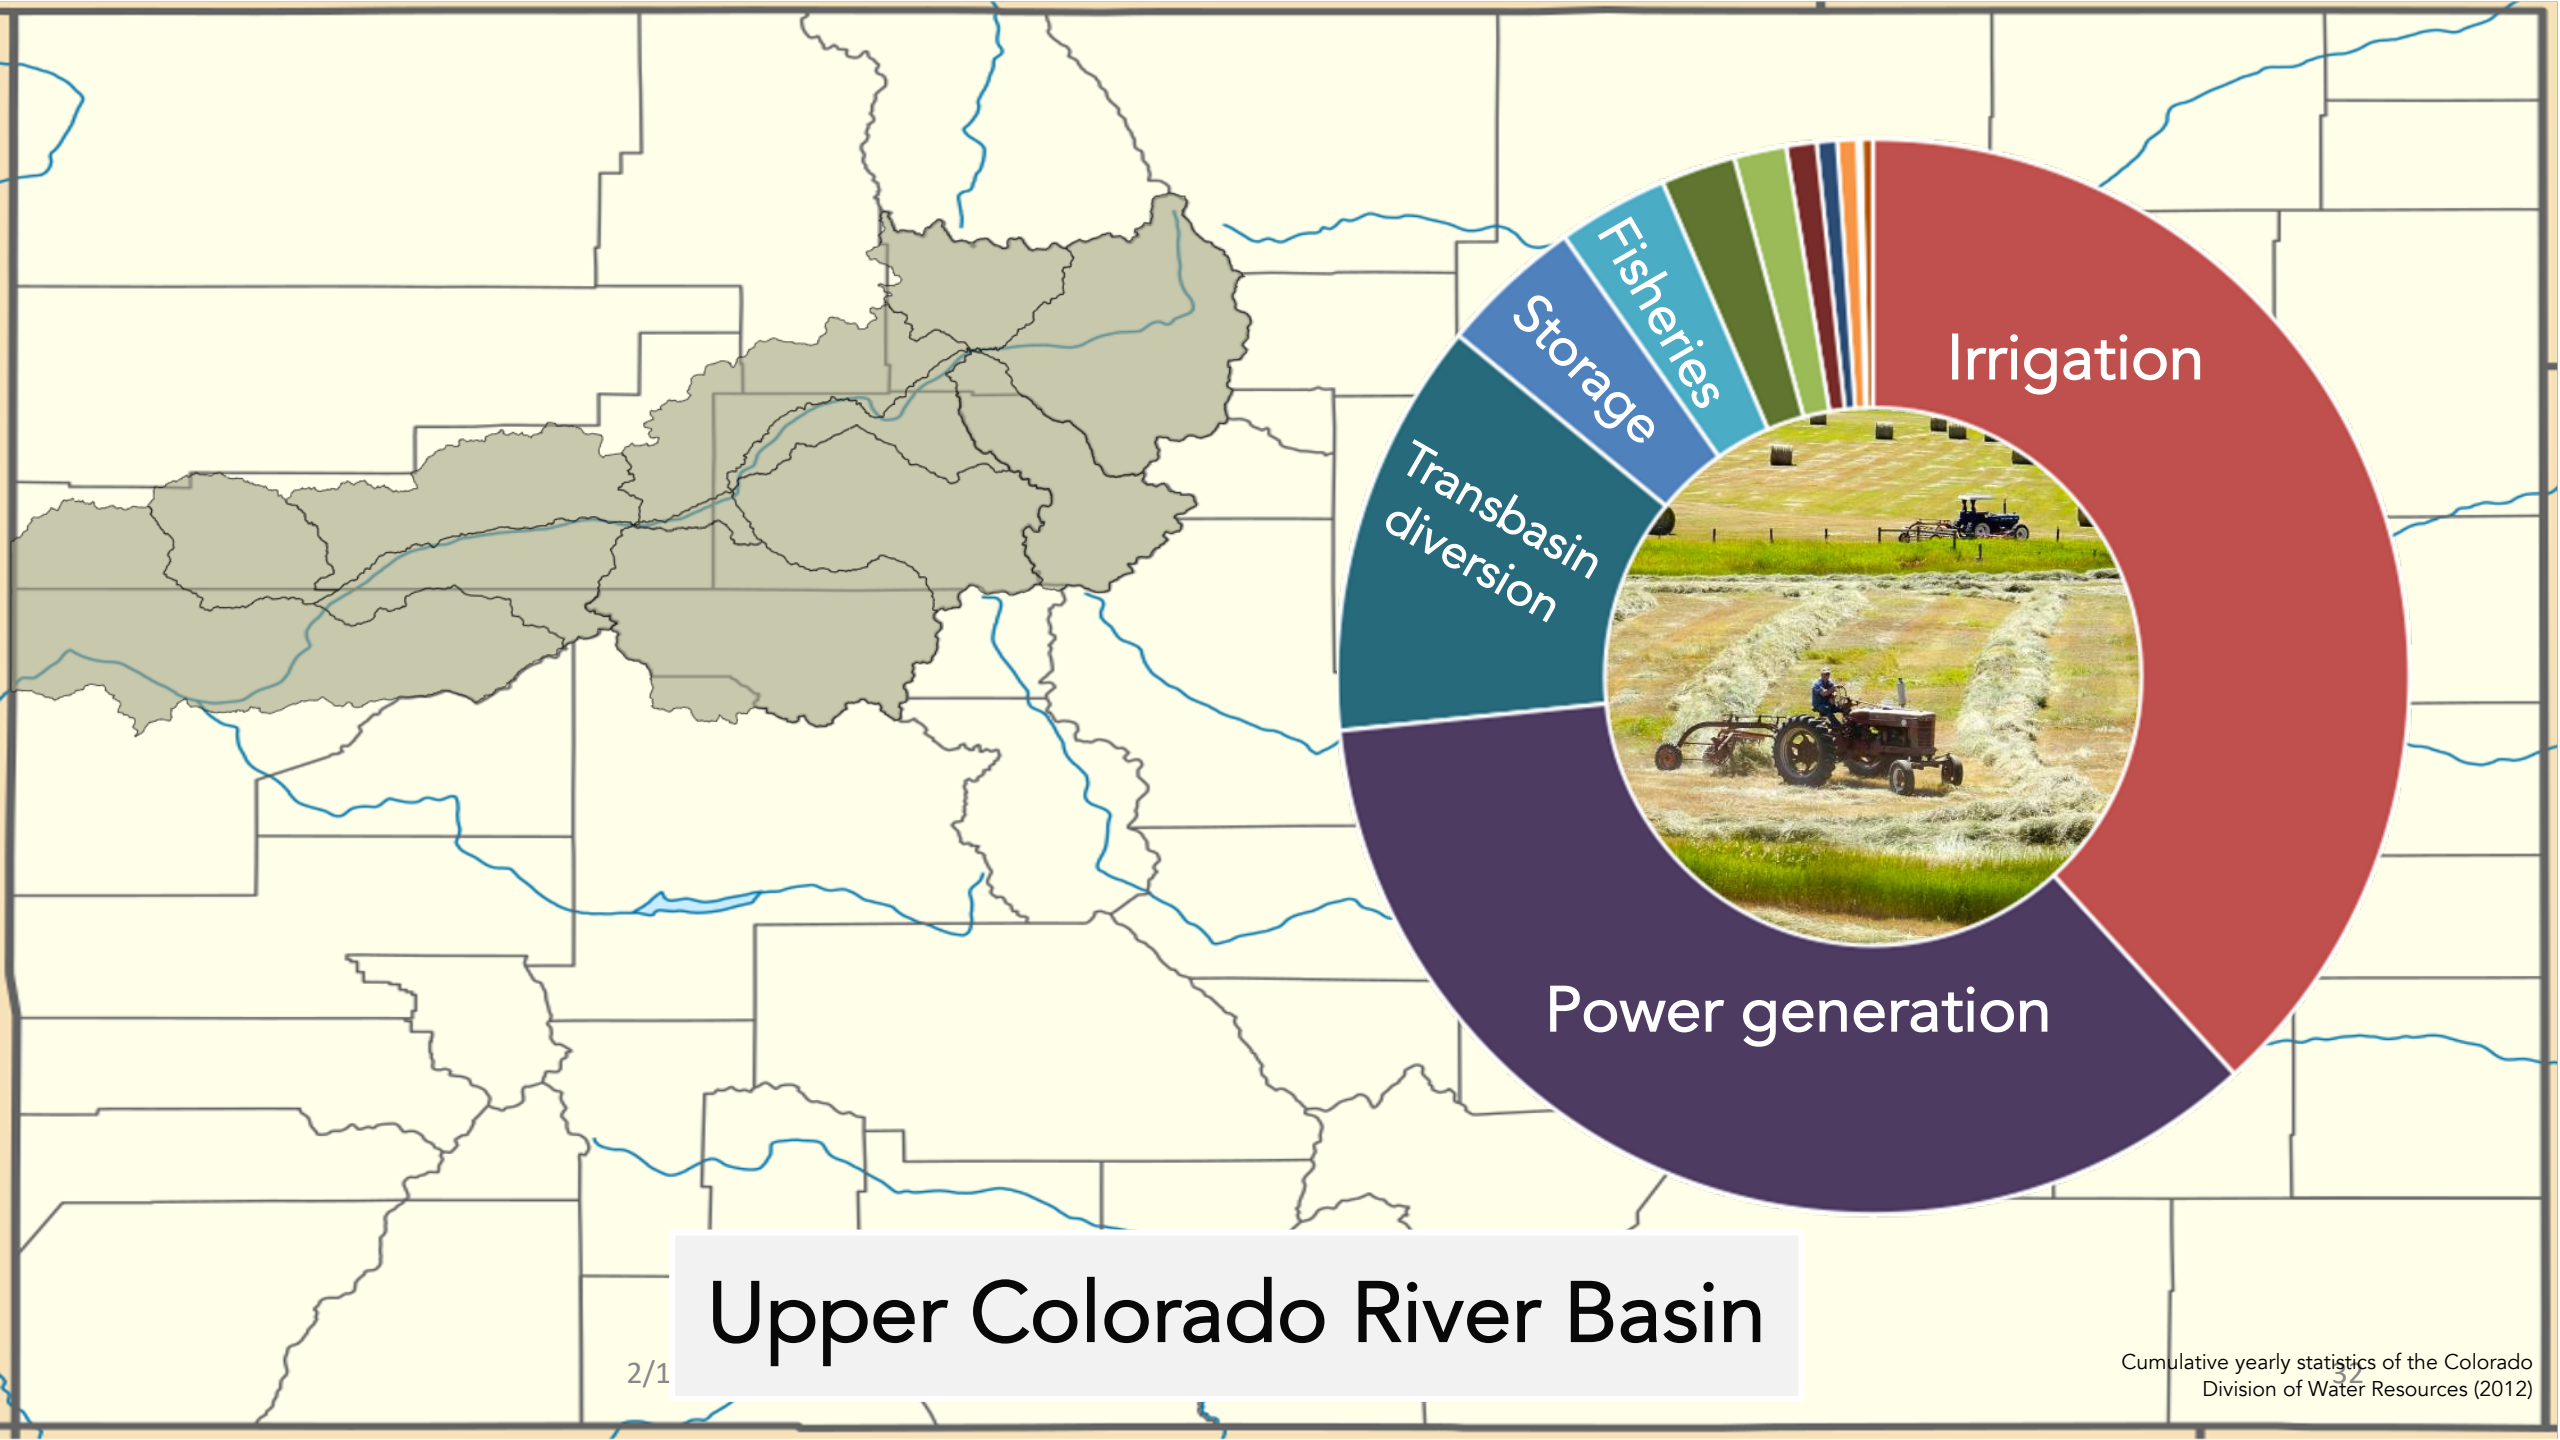 Fisheries
Storage
Irrigation
Transbasin
diversion
Power generation
Upper Colorado River Basin
2/1
Cumulative yearly statistics of the Colorado
Division of Water Resources (2012)
32